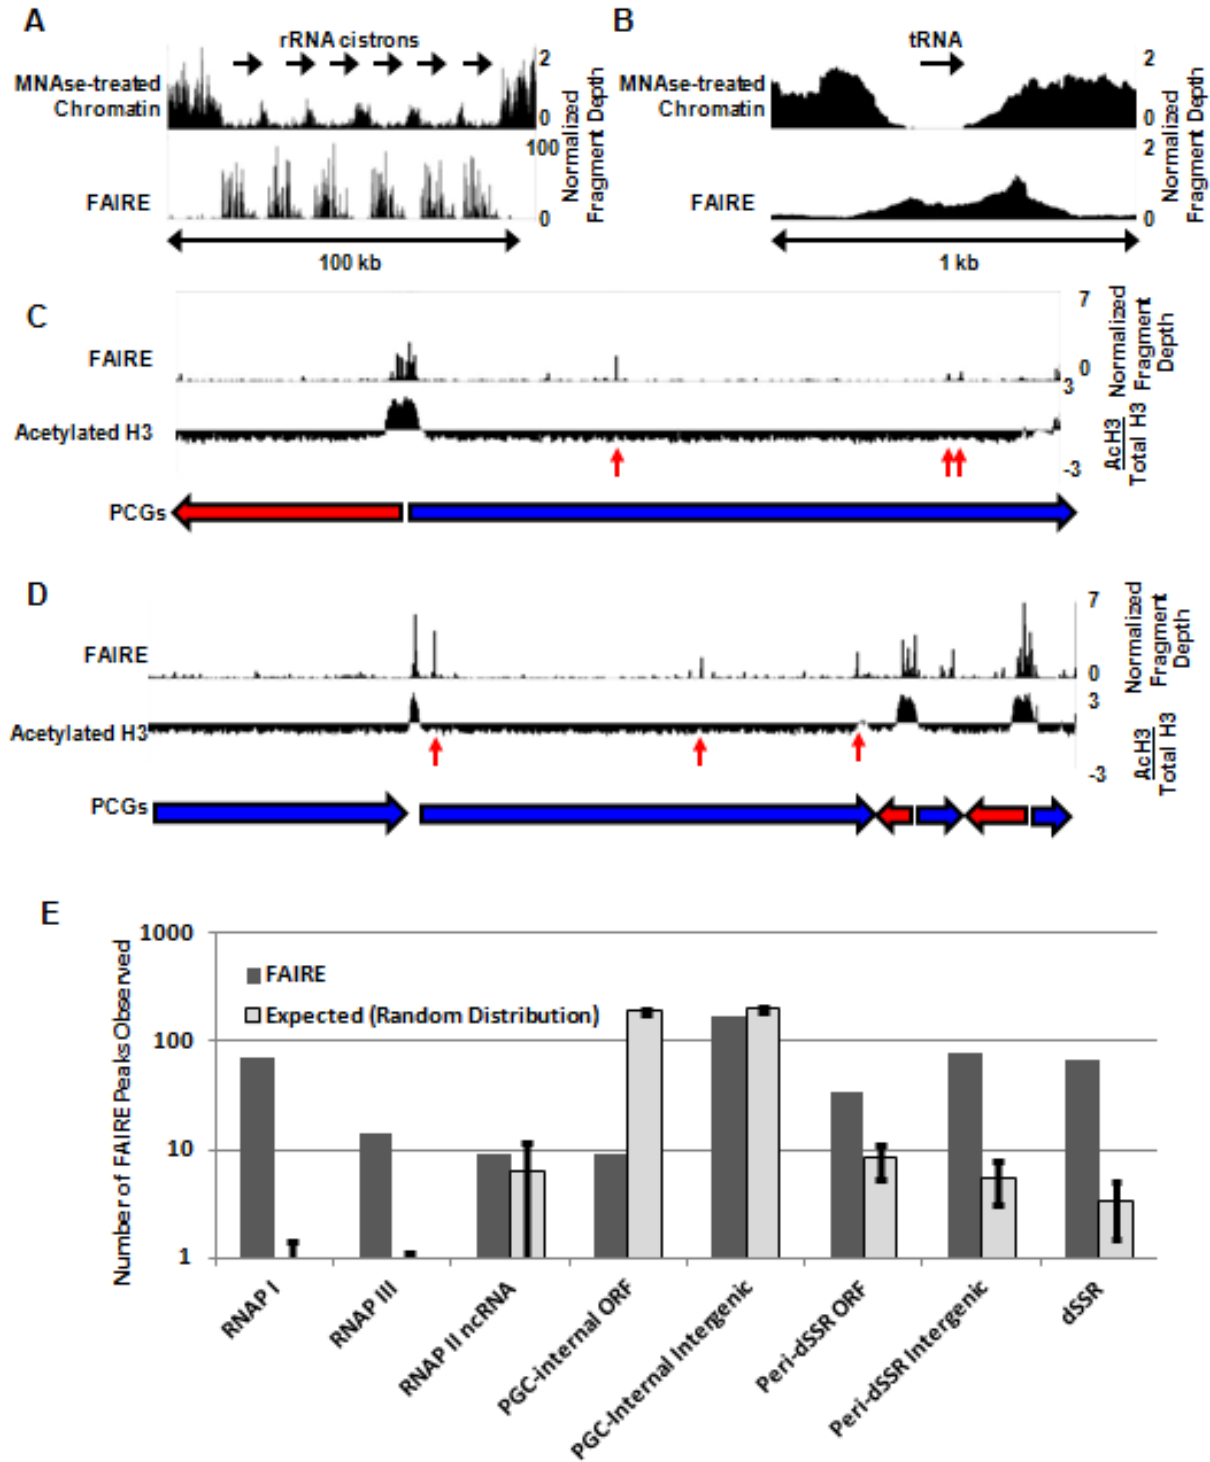 A
rRNA cistrons
MNAse-treated
Chromatin
2
0
100
0
Normalized
Fragment Depth
FAIRE
100 kb
B
tRNA
MNAse-treated
Chromatin
2
0
2
0
Normalized
Fragment Depth
FAIRE
1 kb
C
FAIRE
7
0
Normalized
Fragment
Depth
Acetylated H3
3
-3
AcH3
Total H3
PCGs
D
FAIRE
7
0
Normalized
Fragment
Depth
Acetylated H3
3
-3
AcH3
Total H3
PCGs
E
Number of FAIRE Peaks Observed
1000
100
10
1
FAIRE
Expected (Random Distribution)
RNAP I
RNAP III
RNAP II ncRNA
PGC-internal ORF
PGC-Internal Intergenic
Peri-dSSR ORF
Peri-dSSR Intergenic
dSSR